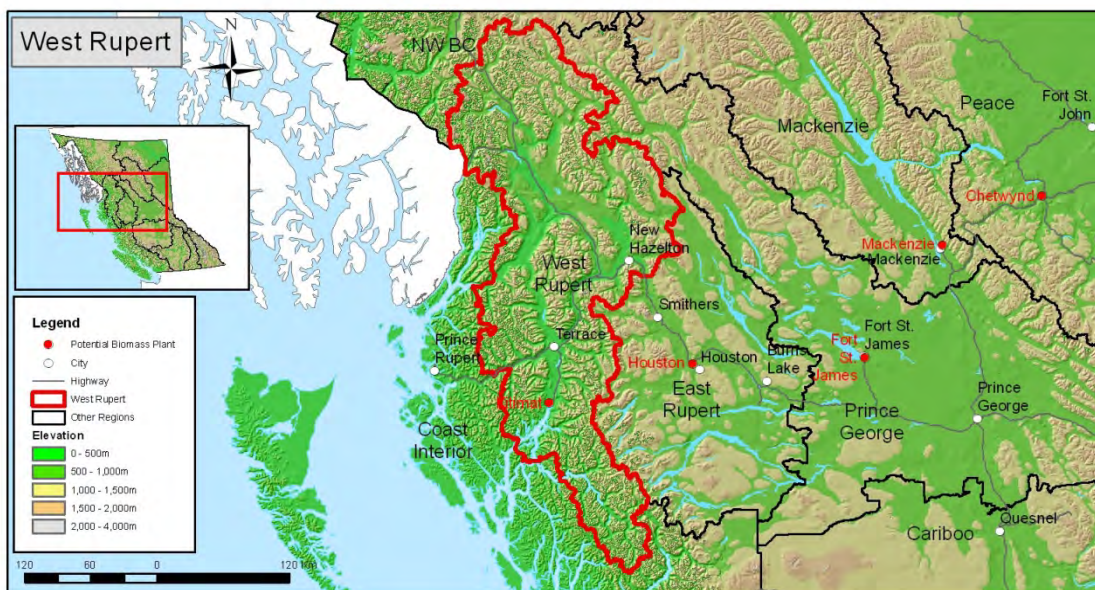 West Rupert
N
NW BC
Peace
Fort St.
John
Mackenzie
Chetwynd
New
Hazelton
Mackenzie
Mackenzie
West
Rupert
Smithers
Legend
Potential Biomass Plant
City
Highway
West Rupert
Other Regions
Elevation
0 - 500m
500 - 1,000m
1,000 - 1,500m
1,500 - 2,000m
2,000 - 4,000m
Prince
Rupert
Terrace
Fort St.
James
Fort
St.
James
Houston
Houston
Burns
Lake
East
Rupert
Kitimat
Prince
George
Prince
George
Coast
Interior
Cariboo
Quesnel
120 60 0 120 Km